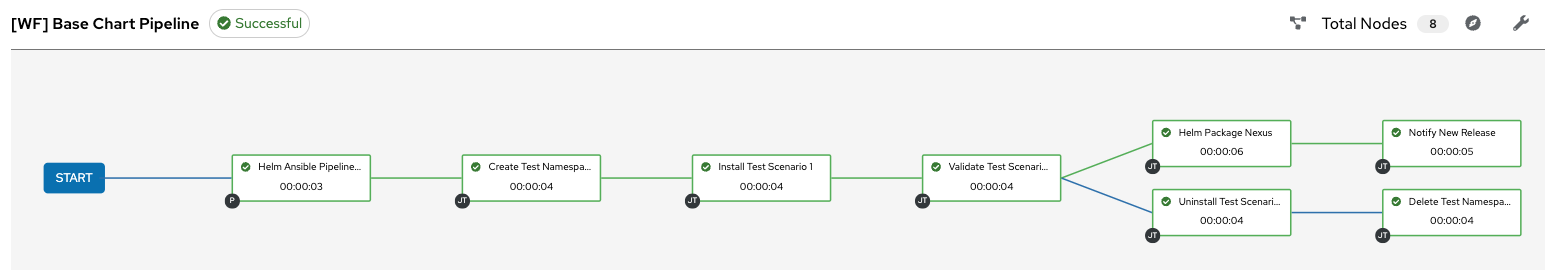 [WF] Base Chart Pipeline
Successful
Total Nodes 8
START
Helm Ansible Pipeline...
00:00:03
P
Create Test Namespa...
00:00:04
JT
Install Test Scenario 1
00:00:04
JT
Validate Test Scenari...
00:00:04
JT
Helm Package Nexus
00:00:06
JT
Notify New Release
00:00:05
JT
Uninstall Test Scenari...
00:00:04
JT
Delete Test Namespa...
00:00:04
JT